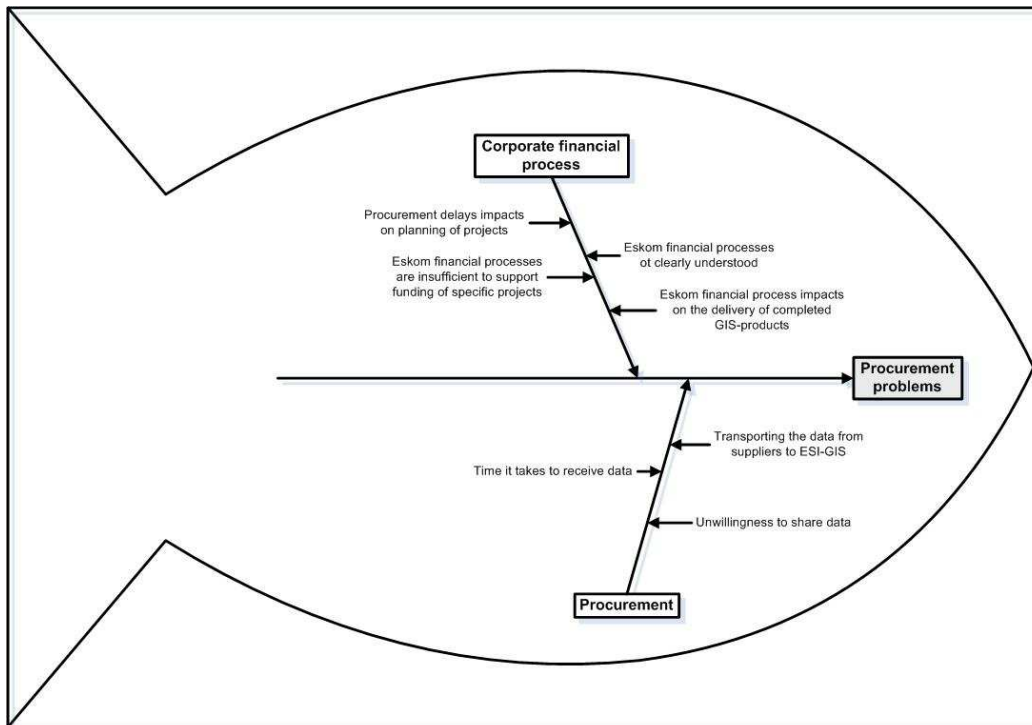 Corporate financial
process
Procurement delays impacts
on planning of projects
Eskom financial processes
ot clearly understood
Eskom financial processes
are insufficient to support
funding of specific projects
Eskom financial process impacts
on the delivery of completed
GIS-products
Procurement
problems
Transporting the data from
suppliers to ESI-GIS
Time it takes to receive data
Unwillingness to share data
Procurement